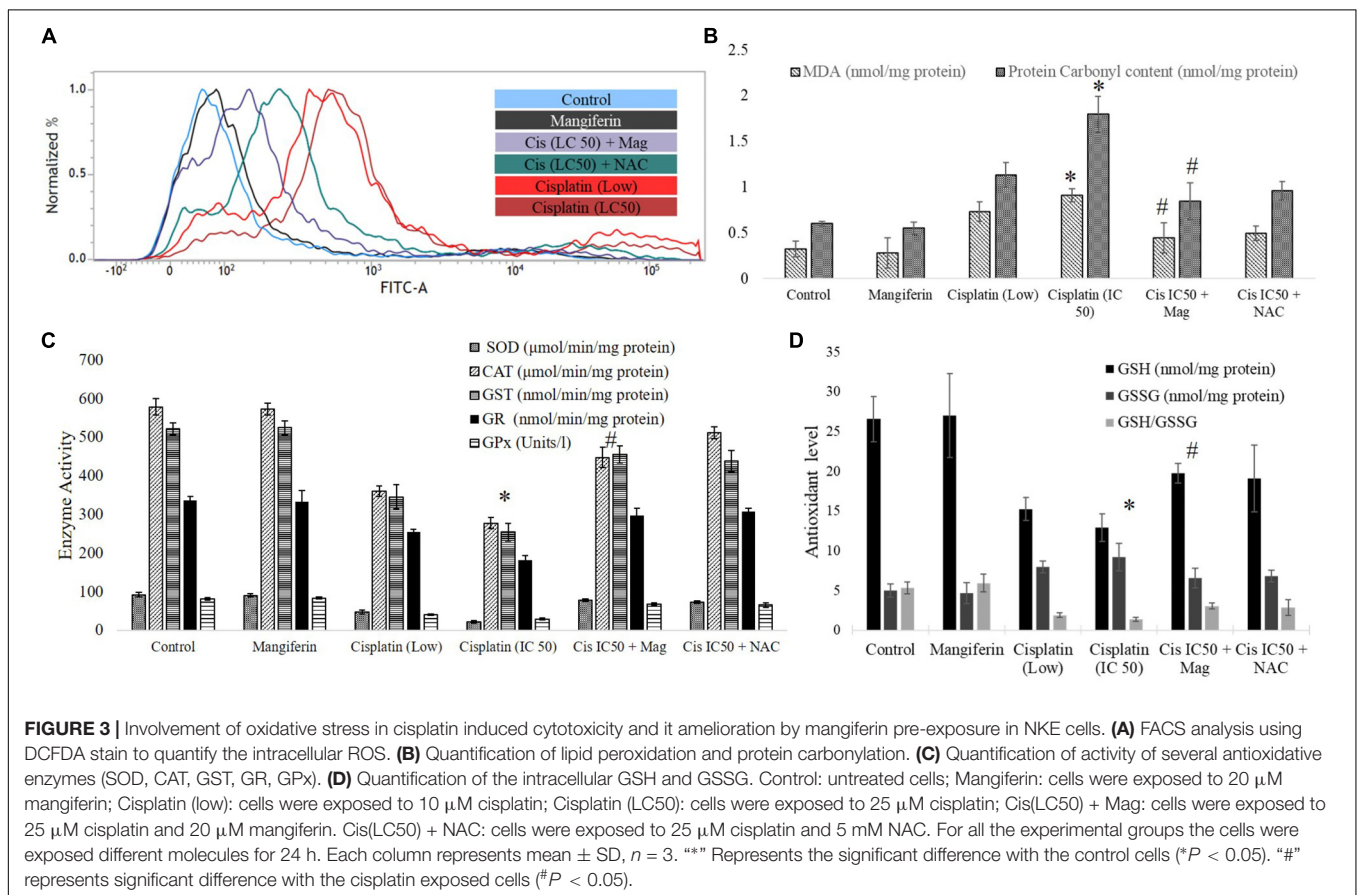 A
Normalized %
1.0
0.5
0.0
-10²
0
10²
10³
10⁴
10⁵
FITC-A
Control
Mangiferin
Cis (LC 50) + Mag
Cis (LC50) + NAC
Cisplatin (Low)
Cisplatin (LC50)
B
2.5
2
1.5
1
0.5
0
MDA (nmol/mg protein)
Protein Carbonyl content (nmol/mg protein)
*
*
#
#
Control
Mangiferin
Cisplatin (Low)
Cisplatin (IC
50)
Cis IC50 +
Mag
Cis IC50 +
NAC
C
Enzyme Activity
700
600
500
400
300
200
100
0
SOD (μmol/min/mg protein)
CAT (μmol/min/mg protein)
GST (nmol/min/mg protein)
GR (nmol/min/mg protein)
GPx (Units/l)
*
#
Control
Mangiferin
Cisplatin (Low)
Cisplatin (IC 50)
Cis IC50 + Mag
Cis IC50 + NAC
D
Antioxidant level
35
30
25
20
15
10
5
0
GSH (nmol/mg protein)
GSSG (nmol/mg protein)
GSH/GSSG
*
#
Control
Mangiferin
Cisplatin
(Low)
Cisplatin
(IC 50)
Cis IC50 +
Mag
Cis IC50 +
NAC
FIGURE 3 | Involvement of oxidative stress in cisplatin induced cytotoxicity and it amelioration by mangiferin pre-exposure in NKE cells. (A) FACS analysis using
DCFDA stain to quantify the intracellular ROS. (B) Quantification of lipid peroxidation and protein carbonylation. (C) Quantification of activity of several antioxidative
enzymes (SOD, CAT, GST, GR, GPx). (D) Quantification of the intracellular GSH and GSSG. Control: untreated cells; Mangiferin: cells were exposed to 20 μM
mangiferin; Cisplatin (low): cells were exposed to 10 μM cisplatin; Cisplatin (LC50): cells were exposed to 25 μM cisplatin; Cis(LC50) + Mag: cells were exposed to
25 μM cisplatin and 20 μM mangiferin. Cis(LC50) + NAC: cells were exposed to 25 μM cisplatin and 5 mM NAC. For all the experimental groups the cells were
exposed different molecules for 24 h. Each column represents mean ± SD, n = 3. “*” Represents the significant difference with the control cells (*P < 0.05). “#”
represents significant difference with the cisplatin exposed cells (#P < 0.05).